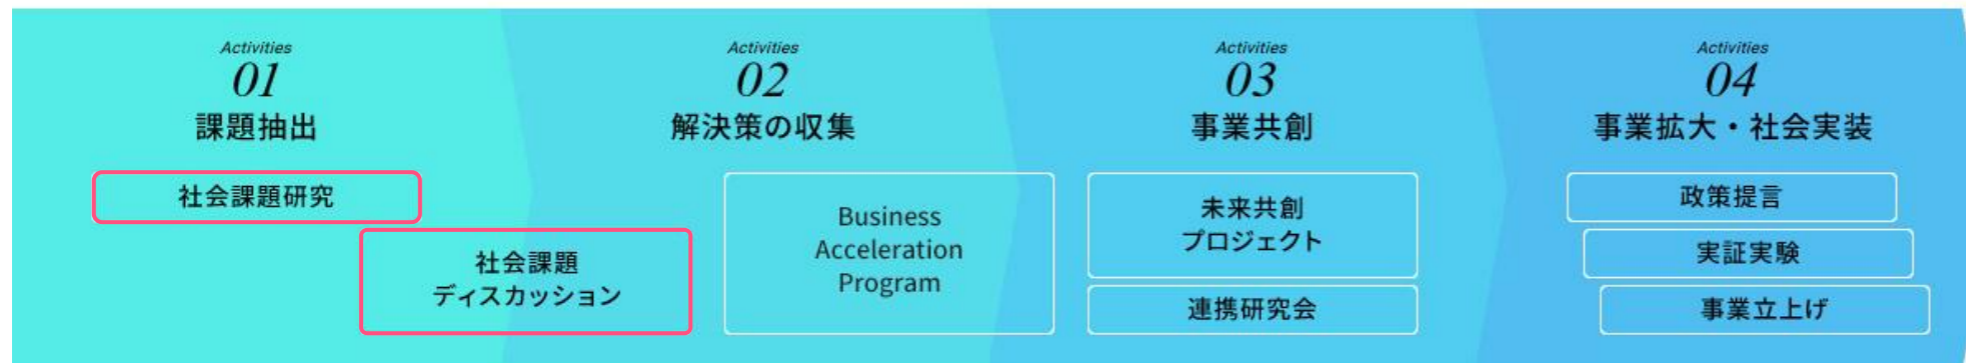 Activities
01
課題抽出
社会課題研究
社会課題
ディスカッション
Activities
02
解決策の収集
Business
Acceleration
Program
Activities
03
事業共創
未来共創
プロジェクト
連携研究会
Activities
04
事業拡大・社会実装
政策提言
実証実験
事業立上げ